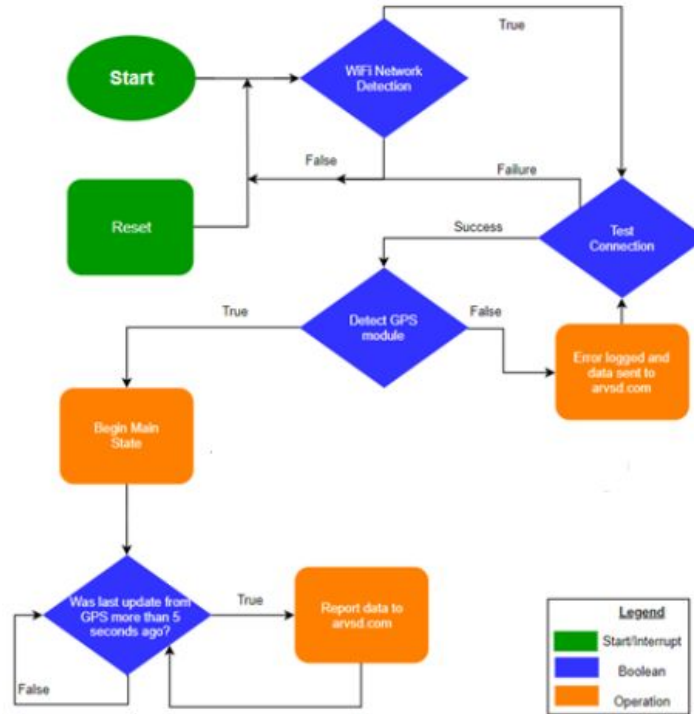 True
Start
WiFi Network
Detection
False
Failure
Reset
Test
Connection
Success
True
Detect GPS
module
False
Error logged and
data sent to
arvsd.com
Begin Main
State
Was last update from
GPS more than 5
seconds ago?
True
Report data to
arvsd.com
False
Legend
Start/Interrupt
Boolean
Operation